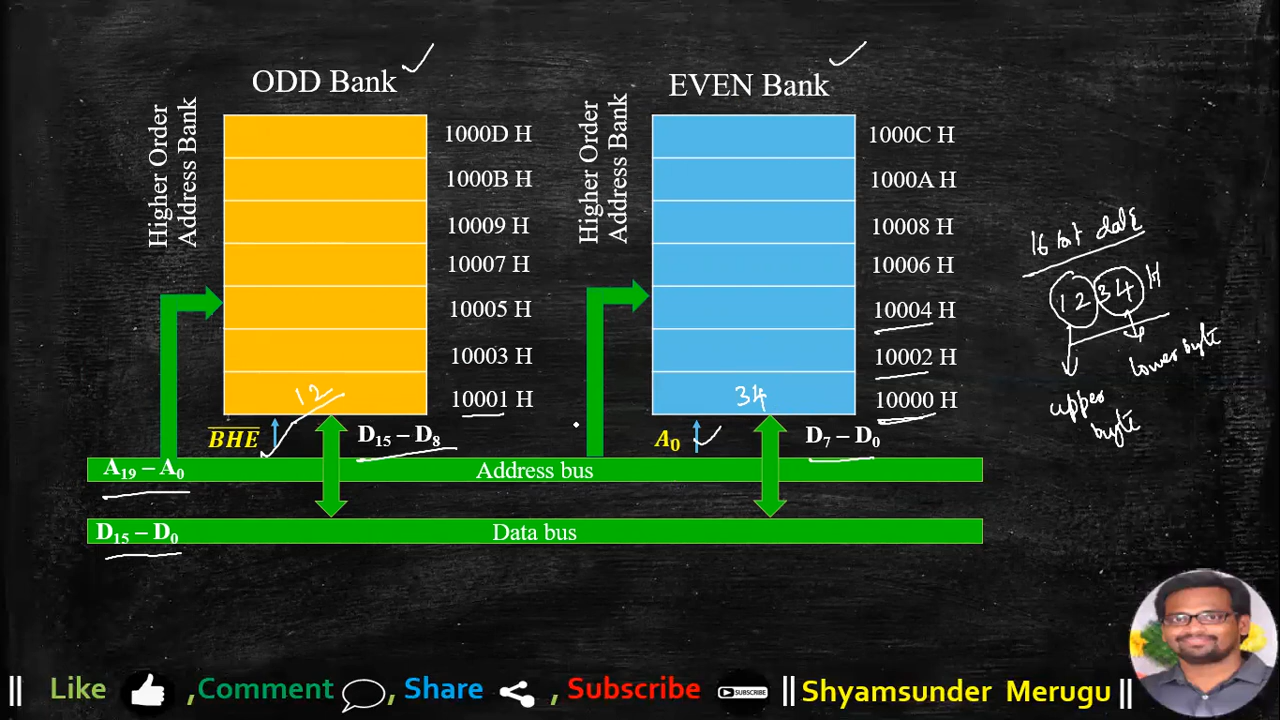 ODD Bank
EVEN Bank
Higher Order
Address Bank
1000D H
1000B H
10009 H
10007 H
10005 H
10003 H
10001 H
12
Higher Order
Address Bank
1000C H
1000A H
10008 H
10006 H
10004 H
10002 H
10000 H
34
16 bit data
1234 H
lower byte
upper
byte
B̅H̅E̅
D₁₅ – D₈
A₀
D₇ – D₀
A₁₉ – A₀
Address bus
D₁₅ – D₀
Data bus
|| Like , Comment , Share , Subscribe SUBSCRIBE || Shyamsunder Merugu ||